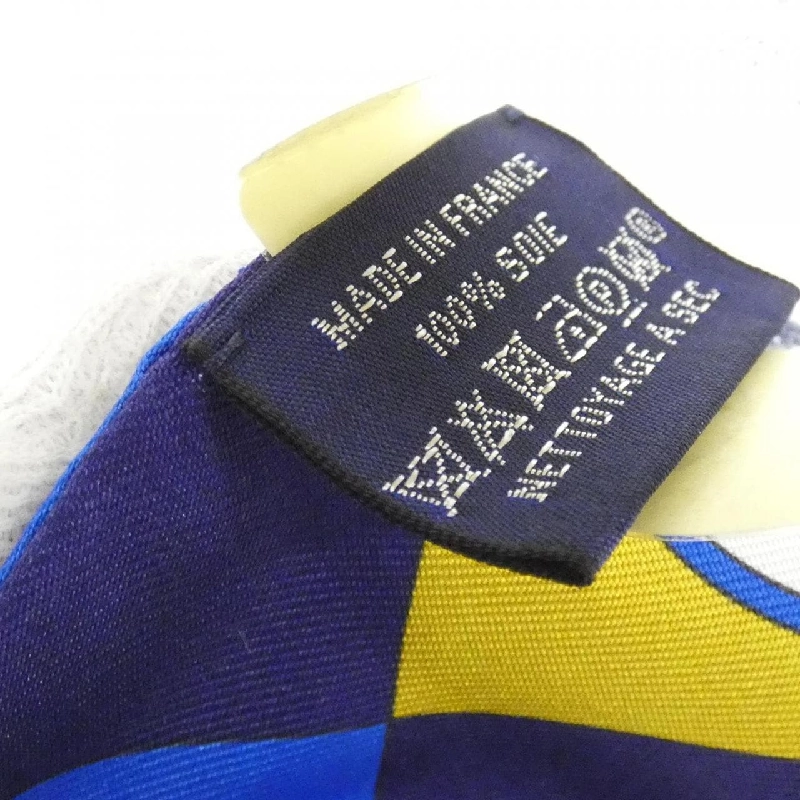 MADE IN FRANCE
100% SOIE
NETTOYAGE A SEC